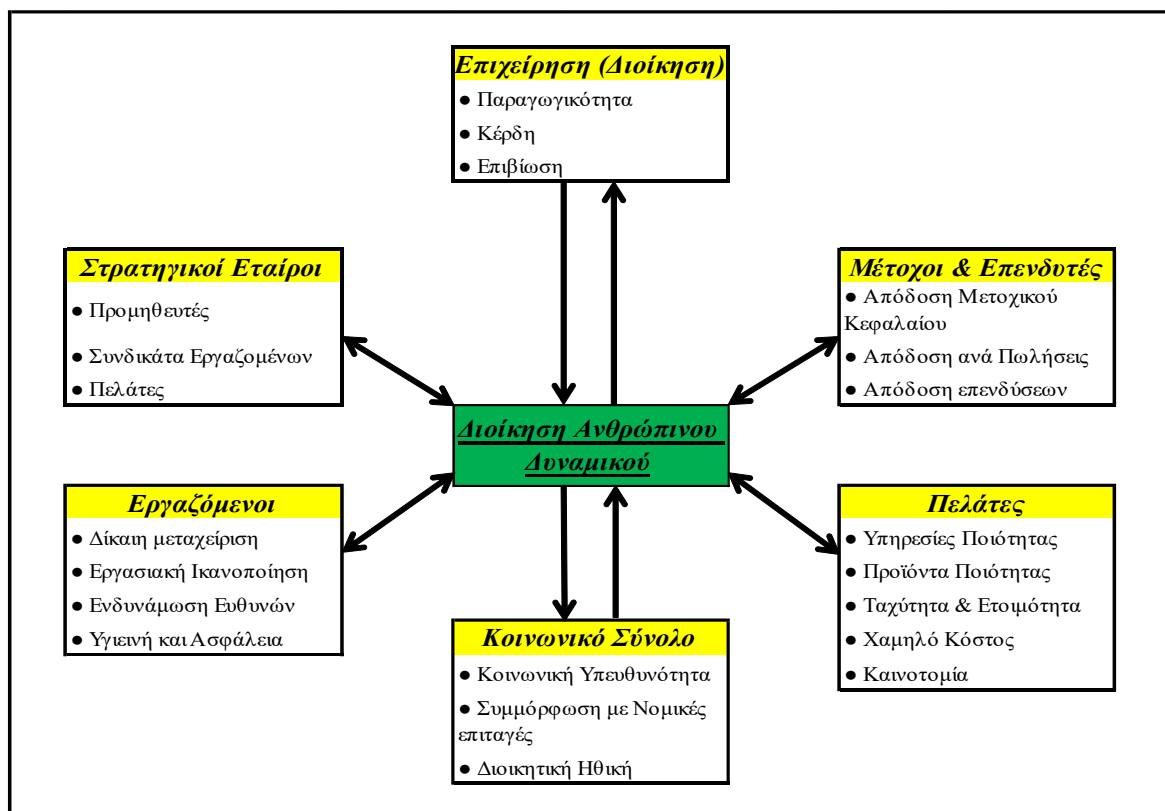 Επιχείρηση (Διοίκηση)
● Παραγωγικότητα
● Κέρδη
● Επιβίωση
Στρατηγικοί Εταίροι
● Προμηθευτές
● Συνδικάτα Εργαζομένων
● Πελάτες
Μέτοχοι & Επενδυτές
● Απόδοση Μετοχικού
Κεφαλαίου
● Απόδοση ανά Πωλήσεις
● Απόδοση επενδύσεων
Διοίκηση Ανθρώπινου
Δυναμικού
Εργαζόμενοι
● Δίκαιη μεταχείριση
● Εργασιακή Ικανοποίηση
● Ενδυνάμωση Ευθυνών
● Υγιεινή και Ασφάλεια
Κοινωνικό Σύνολο
● Κοινωνική Υπευθυνότητα
● Συμμόρφωση με Νομικές
επιταγές
● Διοικητική Ηθική
Πελάτες
● Υπηρεσίες Ποιότητας
● Προϊόντα Ποιότητας
● Ταχύτητα & Ετοιμότητα
● Χαμηλό Κόστος
● Καινοτομία